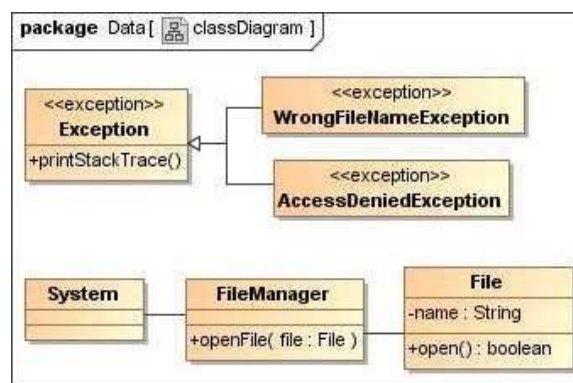 package Data [ classDiagram ]
<<exception>>
Exception
+printStackTrace()
<<exception>>
WrongFileNameException
<<exception>>
AccessDeniedException
System
FileManager
+openFile( file : File )
File
-name : String
+open() : boolean